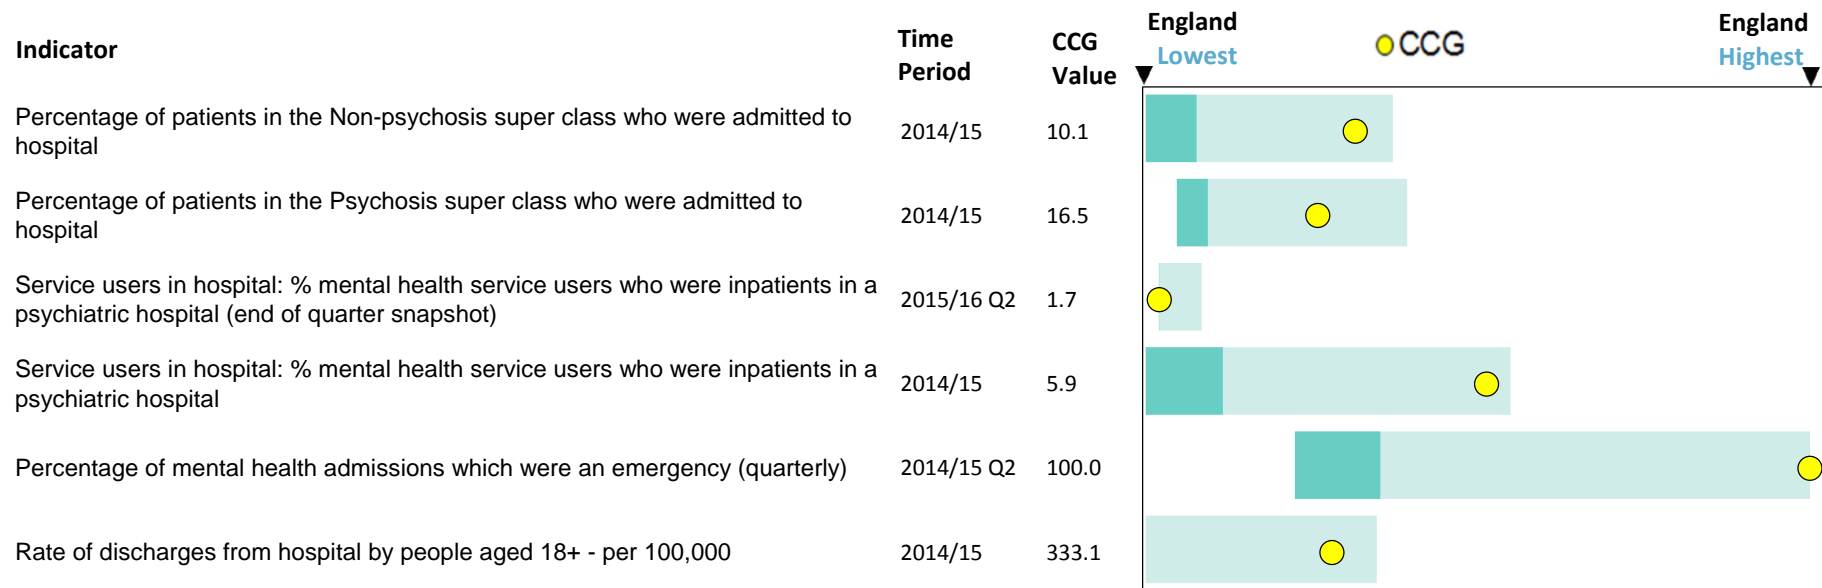 Indicator
Time
Period
CCG
Value
England
Lowest
CCG
England
Highest
Percentage of patients in the Non-psychosis super class who were admitted to
hospital
2014/15
10.1
Percentage of patients in the Psychosis super class who were admitted to
hospital
2014/15
16.5
Service users in hospital: % mental health service users who were inpatients in a
psychiatric hospital (end of quarter snapshot)
2015/16 Q2
1.7
Service users in hospital: % mental health service users who were inpatients in a
psychiatric hospital
2014/15
5.9
Percentage of mental health admissions which were an emergency (quarterly)
2014/15 Q2
100.0
Rate of discharges from hospital by people aged 18+ - per 100,000
2014/15
333.1